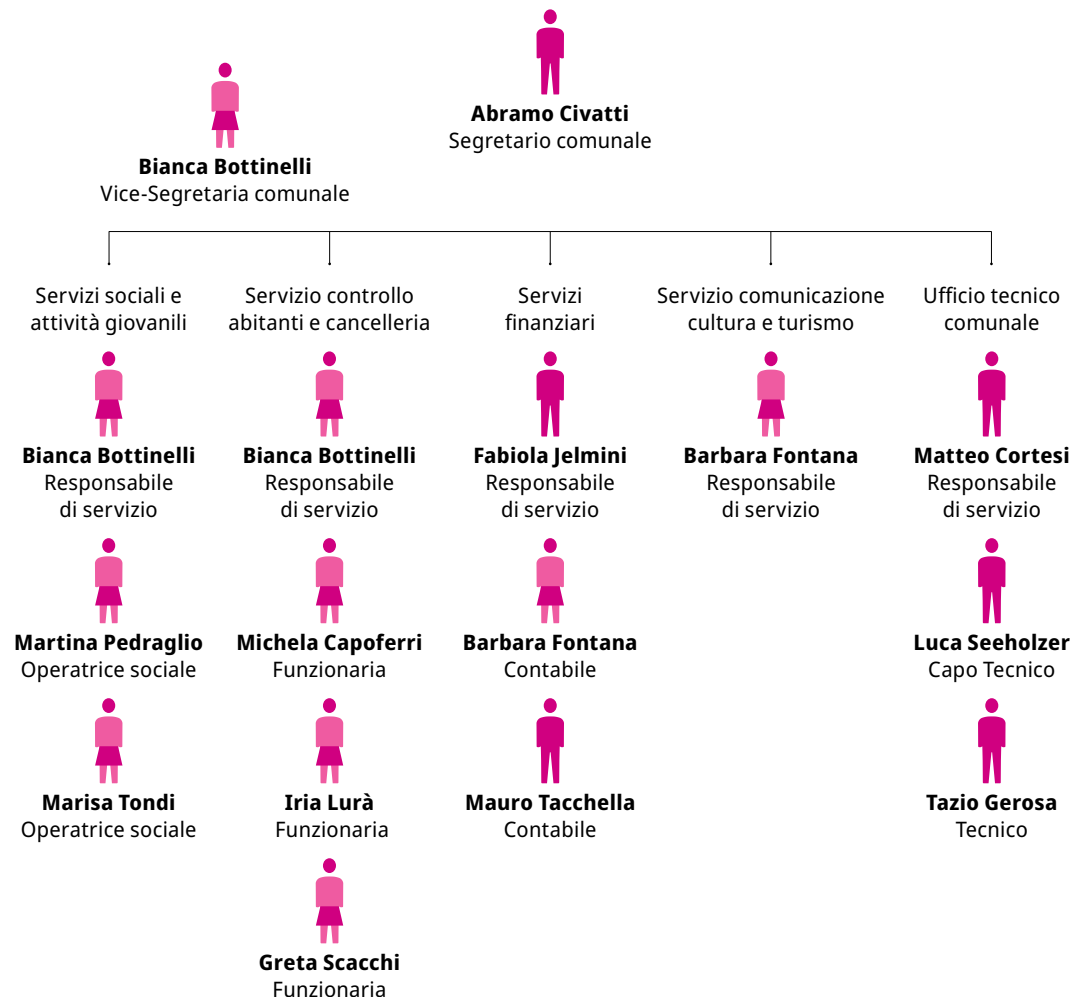 Abramo Civatti
Segretario comunale
Bianca Bottinelli
Vice-Segretaria comunale
Servizi sociali e
attività giovanili
Bianca Bottinelli
Responsabile
di servizio
Martina Pedraglio
Operatrice sociale
Marisa Tondi
Operatrice sociale
Servizio controllo
abitanti e cancelleria
Bianca Bottinelli
Responsabile
di servizio
Michela Capoferri
Funzionaria
Iria Lurà
Funzionaria
Greta Scacchi
Funzionaria
Servizi
finanziari
Fabiola Jelmini
Responsabile
di servizio
Barbara Fontana
Contabile
Mauro Tacchella
Contabile
Servizio comunicazione
cultura e turismo
Barbara Fontana
Responsabile
di servizio
Ufficio tecnico
comunale
Matteo Cortesi
Responsabile
di servizio
Luca Seeholzer
Capo Tecnico
Tazio Gerosa
Tecnico